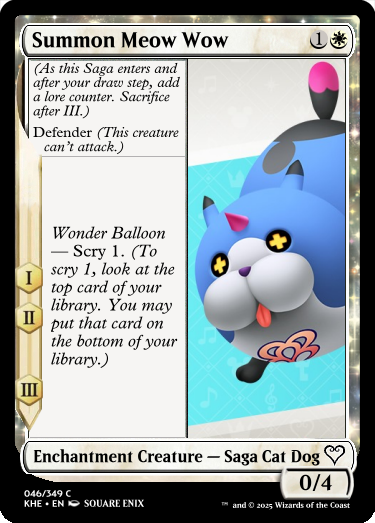 Summon Meow Wow
1
(As this Saga enters and
after your draw step, add
a lore counter. Sacrifice
after III.)
Defender (This creature
can't attack.)
I
II
III
Wonder Balloon
— Scry 1. (To
scry 1, look at the
top card of your
library. You may
put that card on
the bottom of your
library.)
Enchantment Creature — Saga Cat Dog
0/4
046/349 C
KHE • EN SQUARE ENIX
™ and © 2025 Wizards of the Coast